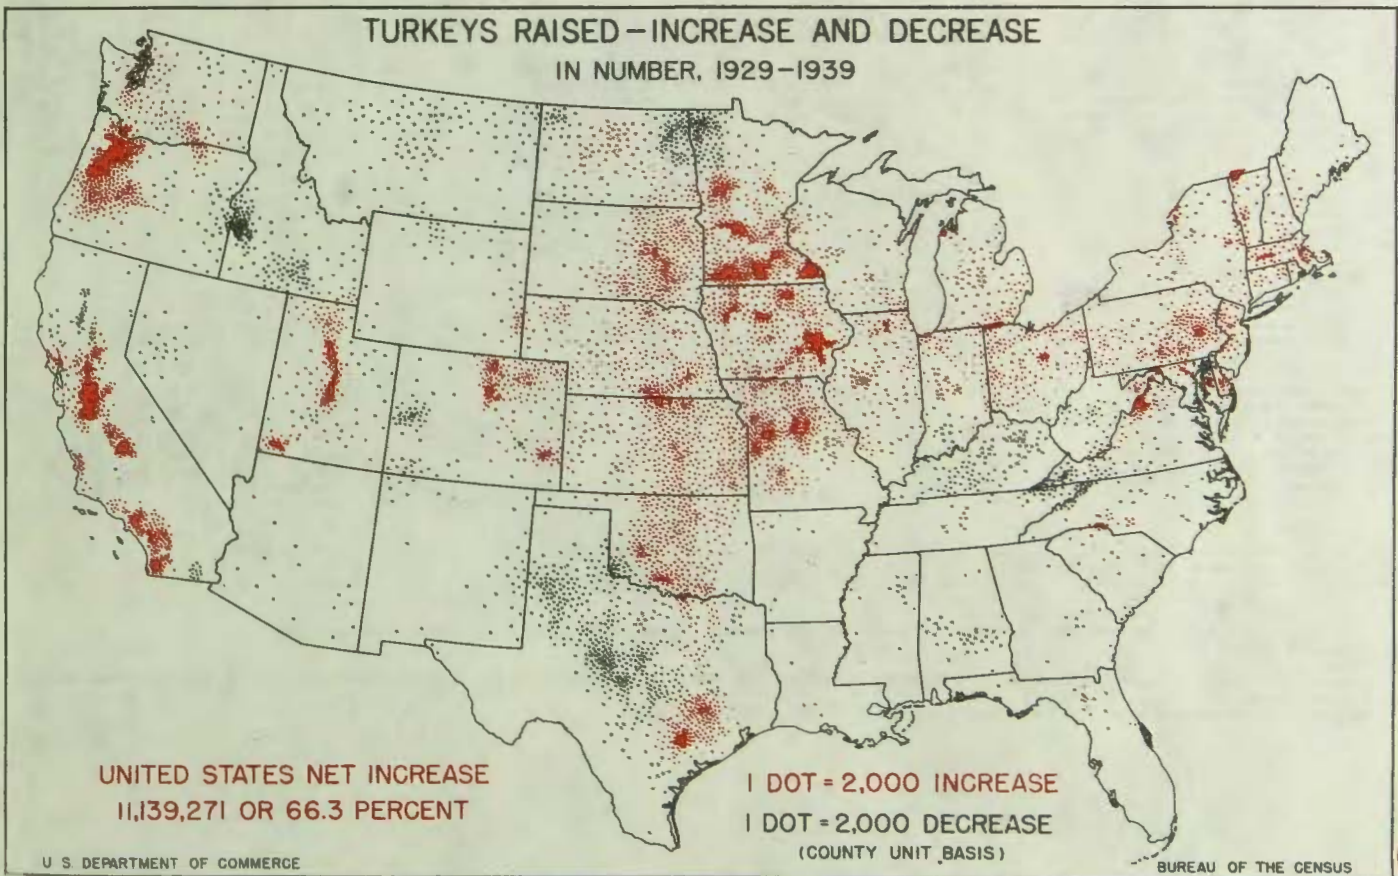 TURKEYS RAISED—INCREASE AND DECREASE
IN NUMBER, 1929–1939
UNITED STATES NET INCREASE
11,139,271 OR 66.3 PERCENT
1 DOT = 2,000 INCREASE
1 DOT = 2,000 DECREASE
(COUNTY UNIT BASIS)
U S. DEPARTMENT OF COMMERCE
BUREAU OF THE CENSUS